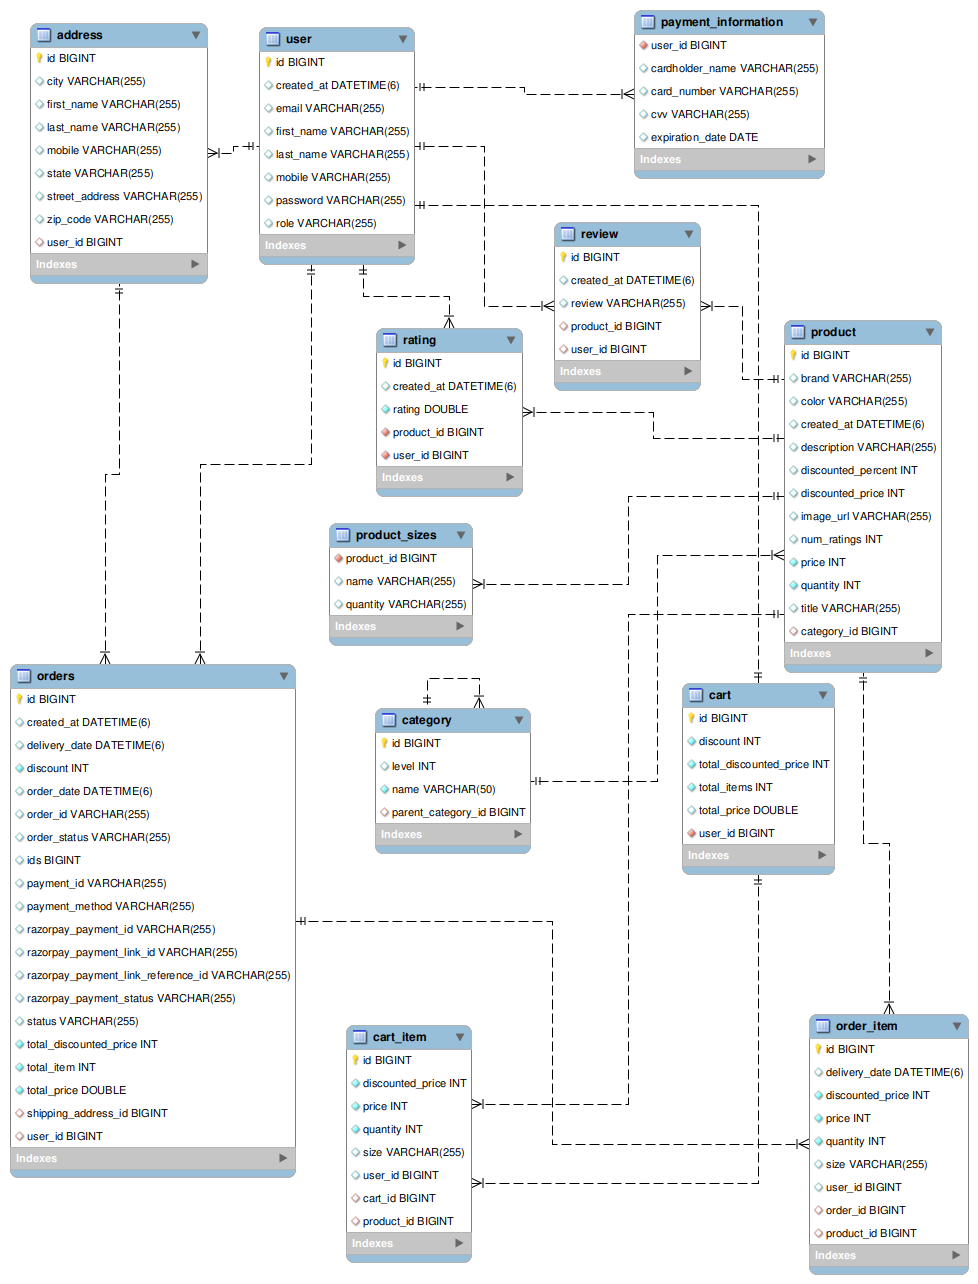 address
id BIGINT
city VARCHAR(255)
first_name VARCHAR(255)
last_name VARCHAR(255)
mobile VARCHAR(255)
state VARCHAR(255)
street_address VARCHAR(255)
zip_code VARCHAR(255)
user_id BIGINT
Indexes
user
id BIGINT
created_at DATETIME(6)
email VARCHAR(255)
first_name VARCHAR(255)
last_name VARCHAR(255)
mobile VARCHAR(255)
password VARCHAR(255)
role VARCHAR(255)
Indexes
payment_information
user_id BIGINT
cardholder_name VARCHAR(255)
card_number VARCHAR(255)
cvv VARCHAR(255)
expiration_date DATE
Indexes
review
id BIGINT
created_at DATETIME(6)
review VARCHAR(255)
product_id BIGINT
user_id BIGINT
Indexes
rating
id BIGINT
created_at DATETIME(6)
rating DOUBLE
product_id BIGINT
user_id BIGINT
Indexes
product
id BIGINT
brand VARCHAR(255)
color VARCHAR(255)
created_at DATETIME(6)
description VARCHAR(255)
discounted_percent INT
discounted_price INT
image_url VARCHAR(255)
num_ratings INT
price INT
quantity INT
title VARCHAR(255)
category_id BIGINT
Indexes
product_sizes
product_id BIGINT
name VARCHAR(255)
quantity VARCHAR(255)
Indexes
orders
id BIGINT
created_at DATETIME(6)
delivery_date DATETIME(6)
discount INT
order_date DATETIME(6)
order_id VARCHAR(255)
order_status VARCHAR(255)
ids BIGINT
payment_id VARCHAR(255)
payment_method VARCHAR(255)
razorpay_payment_id VARCHAR(255)
razorpay_payment_link_id VARCHAR(255)
razorpay_payment_link_reference_id VARCHAR(255)
razorpay_payment_status VARCHAR(255)
status VARCHAR(255)
total_discounted_price INT
total_item INT
total_price DOUBLE
shipping_address_id BIGINT
user_id BIGINT
Indexes
category
id BIGINT
level INT
name VARCHAR(50)
parent_category_id BIGINT
Indexes
cart
id BIGINT
discount INT
total_discounted_price INT
total_items INT
total_price DOUBLE
user_id BIGINT
Indexes
cart_item
id BIGINT
discounted_price INT
price INT
quantity INT
size VARCHAR(255)
user_id BIGINT
cart_id BIGINT
product_id BIGINT
Indexes
order_item
id BIGINT
delivery_date DATETIME(6)
discounted_price INT
price INT
quantity INT
size VARCHAR(255)
user_id BIGINT
order_id BIGINT
product_id BIGINT
Indexes